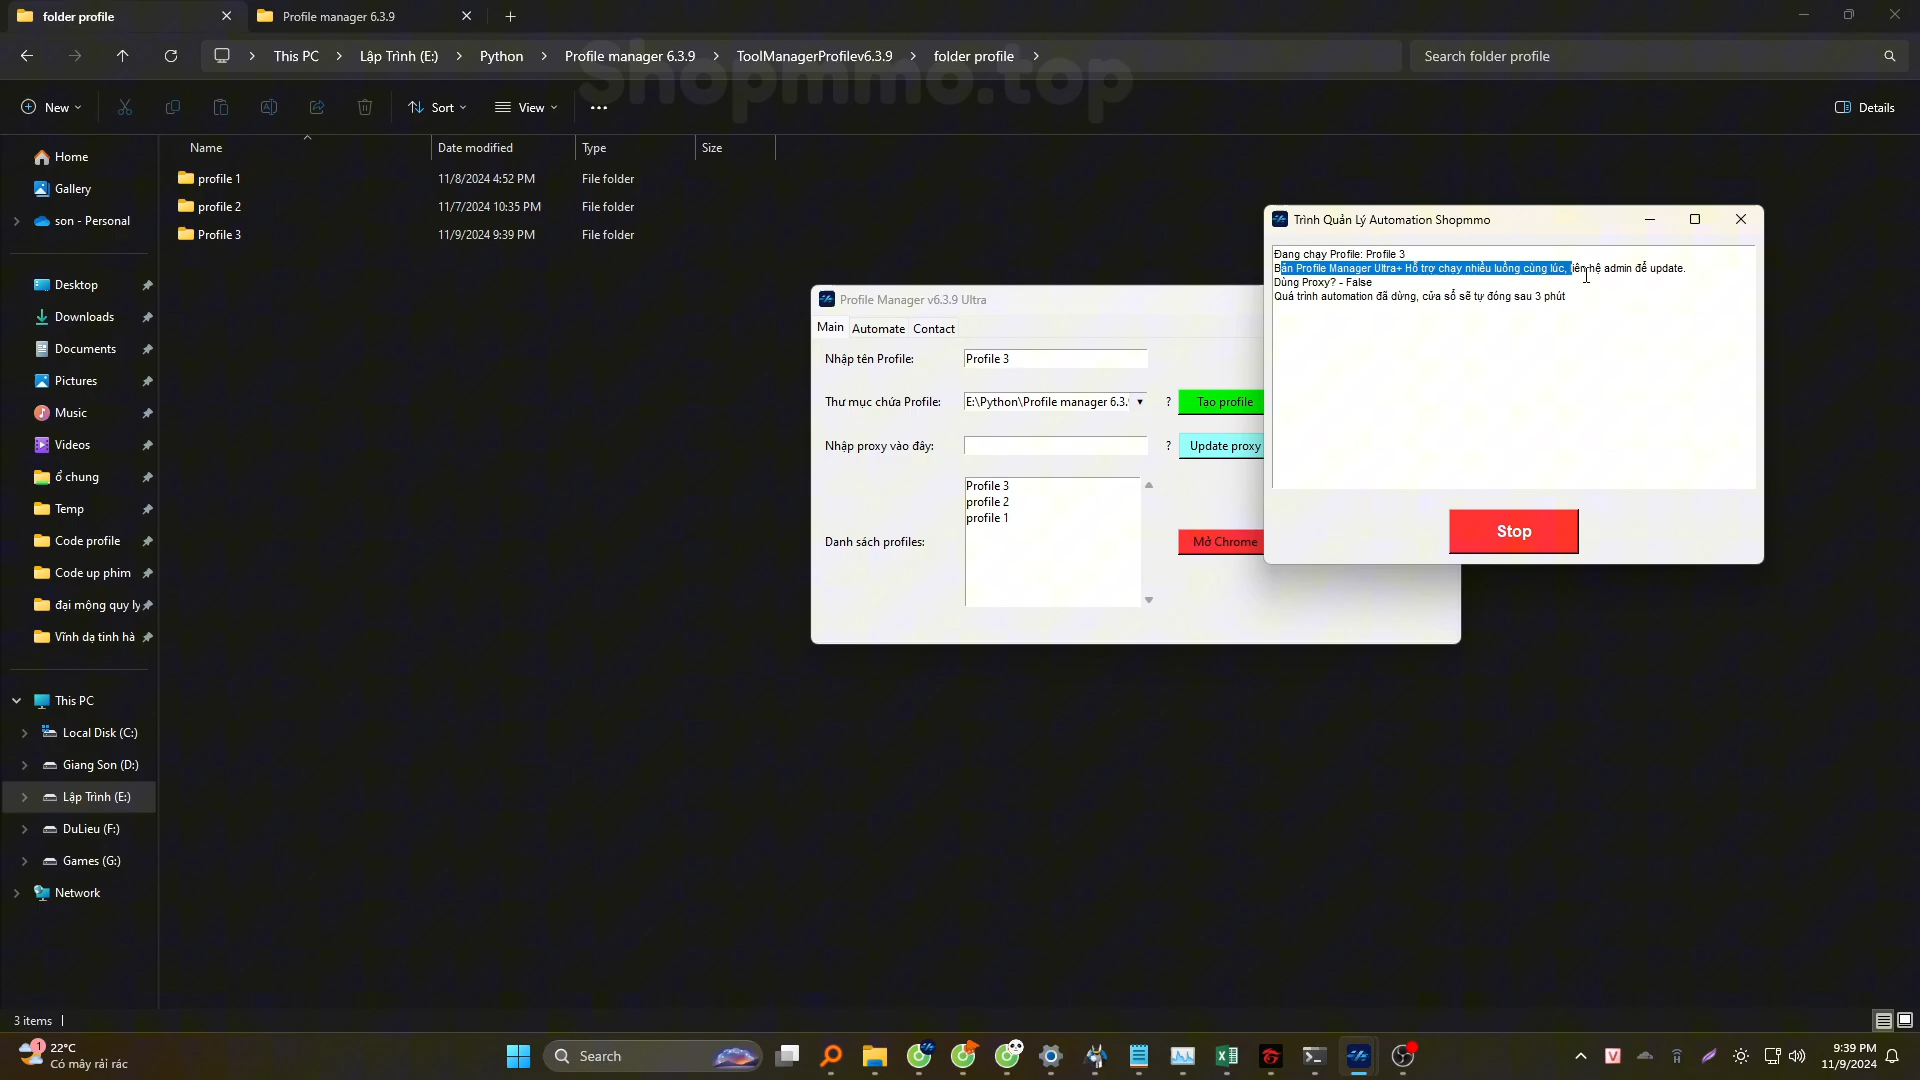 folder profile
Profile manager 6.3.9
This PC
Lập Trình (E:)
Python
Profile manager 6.3.9
ToolManagerProfilev6.3.9
folder profile
Search folder profile
Shopmmo.top
New
Sort
View
Details
Name
Date modified
Type
Size
profile 1
11/8/2024 4:52 PM
File folder
profile 2
11/7/2024 10:35 PM
File folder
Profile 3
11/9/2024 9:39 PM
File folder
Home
Gallery
son - Personal
Desktop
Downloads
Documents
Pictures
Music
Videos
ổ chung
Temp
Code profile
Code up phim
đại mộng quy ly
Vĩnh dạ tinh hà
This PC
Local Disk (C:)
Giang Son (D:)
Lập Trình (E:)
DuLieu (F:)
Games (G:)
Network
Profile Manager v6.3.9 Ultra
Main
Automate
Contact
Nhập tên Profile:
Profile 3
Thư mục chứa Profile:
E:\Python\Profile manager 6.3.9
?
Tạo profile
Nhập proxy vào đây:
?
Update proxy
Profile 3
profile 2
profile 1
Danh sách profiles:
Mở Chrome
Trình Quản Lý Automation Shopmmo
Đang chạy Profile: Profile 3
Bản Profile Manager Ultra+ Hỗ trợ chạy nhiều luồng cùng lúc, liên hệ admin để update.
Dùng Proxy? - False
Quá trình automation đã dừng, cửa sổ sẽ tự đóng sau 3 phút
Stop
3 items
1
22°C
Có mây rải rác
Search
V
9:39 PM
11/9/2024